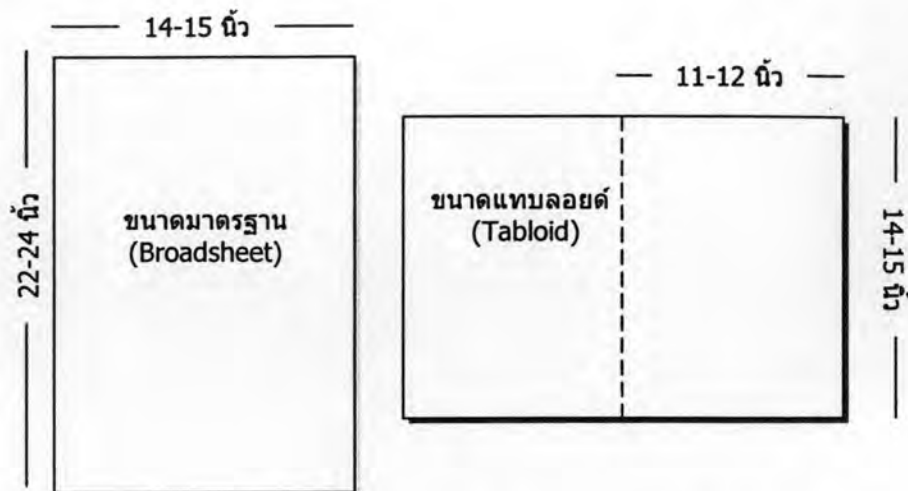 14-15 นิ้ว
22-24 นิ้ว
ขนาดมาตรฐาน
(Broadsheet)
11-12 นิ้ว
ขนาดแทบลอยด์
(Tabloid)
14-15 นิ้ว